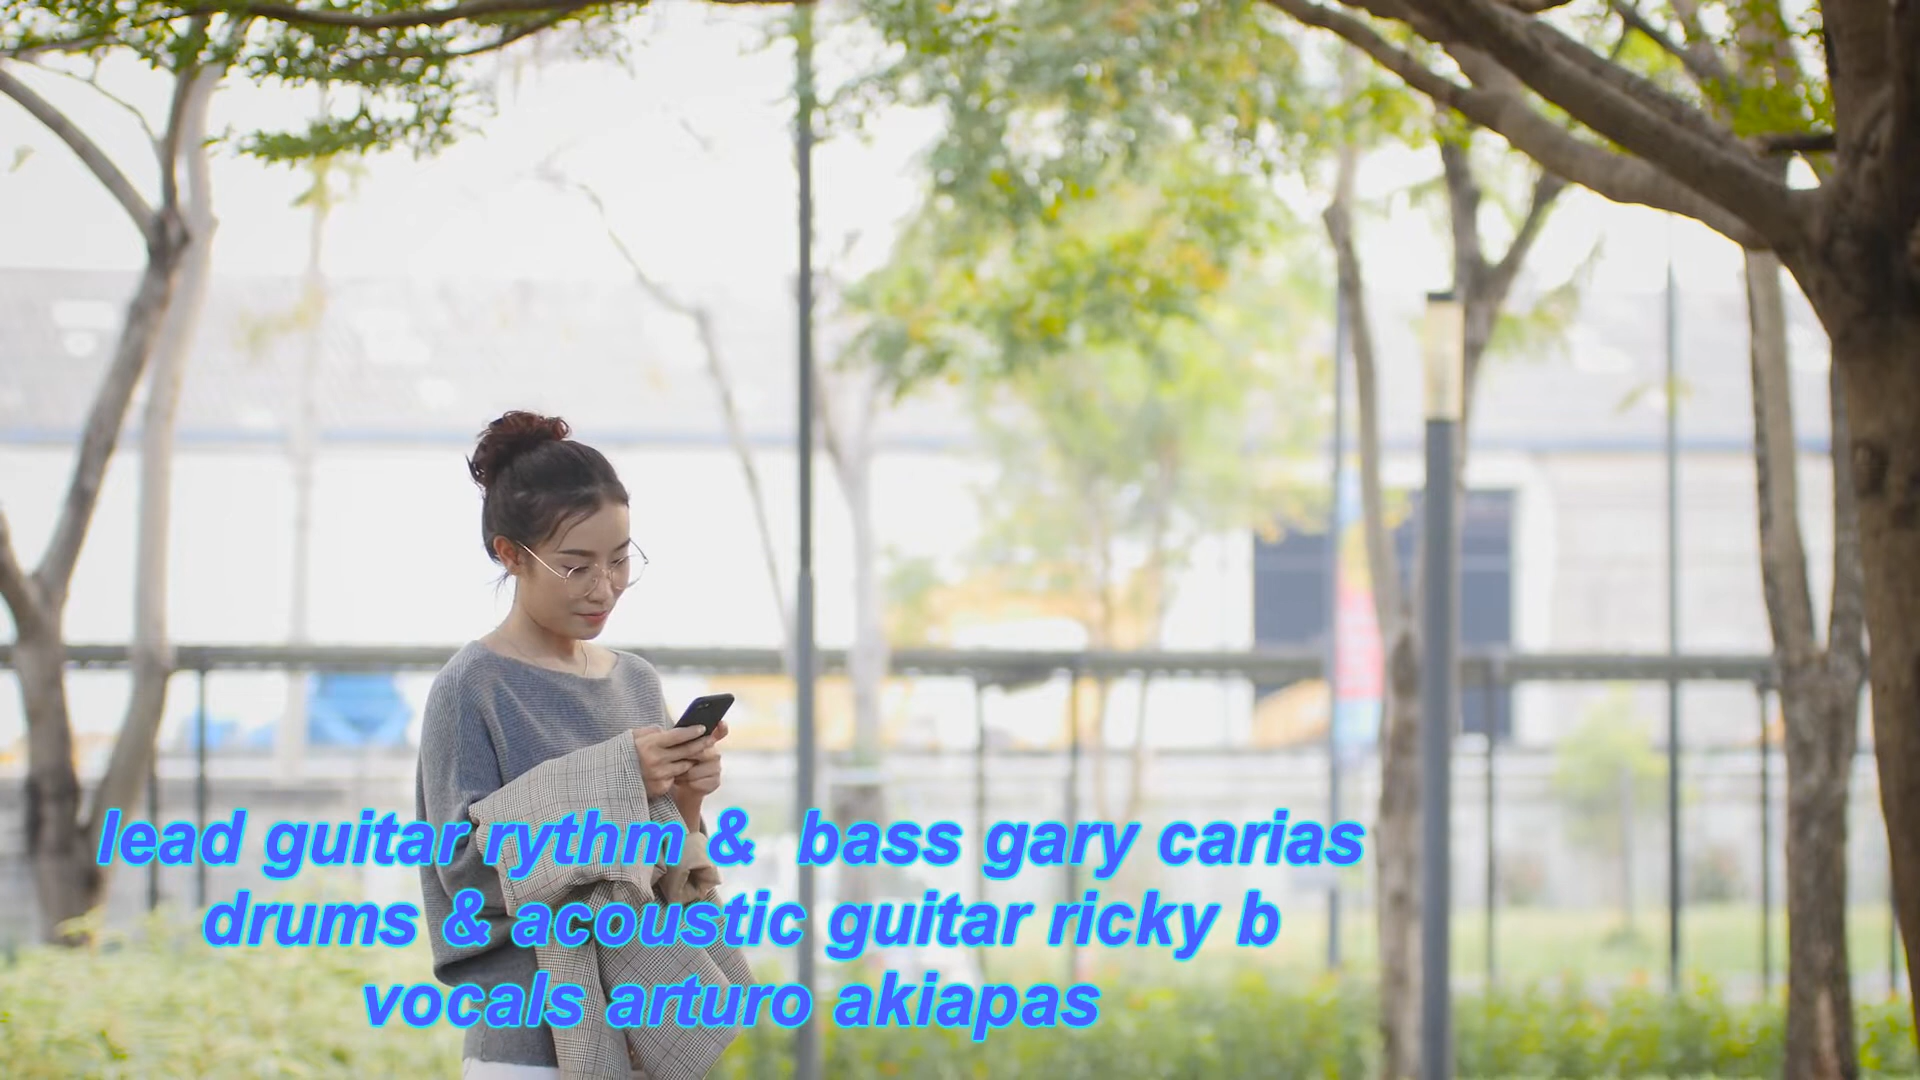 lead guitar rythm &  bass gary carias
drums & acoustic guitar ricky b
vocals arturo akiapas